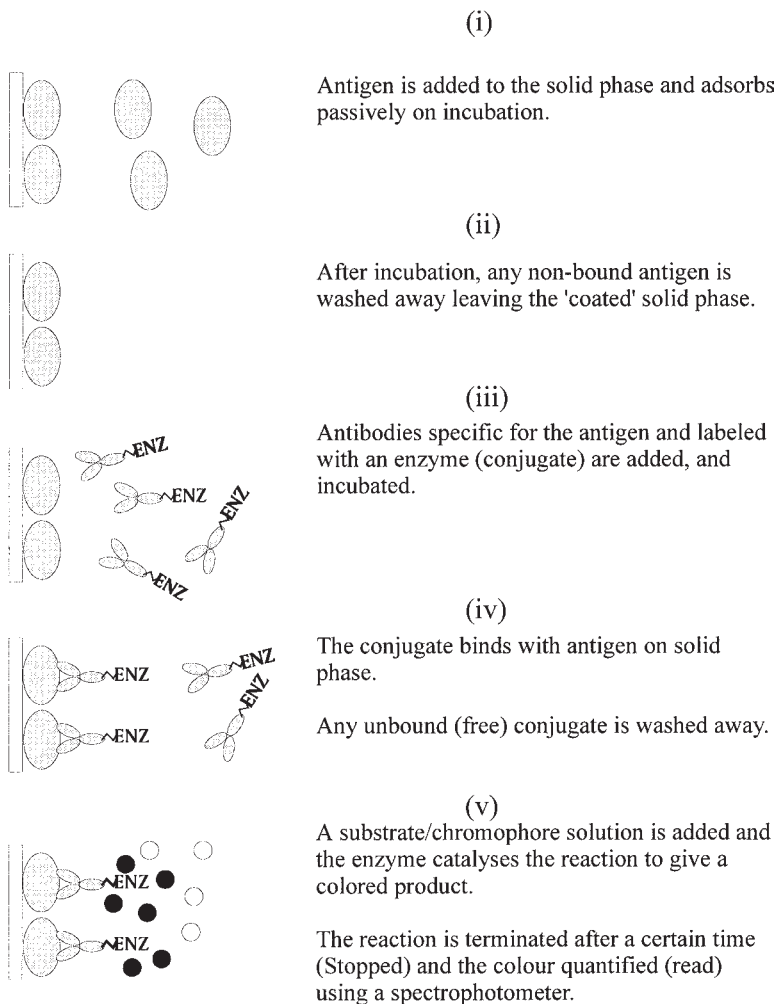 (i)
Antigen is added to the solid phase and adsorbs
passively on incubation.
(ii)
After incubation, any non-bound antigen is
washed away leaving the 'coated' solid phase.
(iii)
Antibodies specific for the antigen and labeled
with an enzyme (conjugate) are added, and
incubated.
ENZ
ENZ
ENZ
ENZ
(iv)
The conjugate binds with antigen on solid
phase.
Any unbound (free) conjugate is washed away.
ENZ
ENZ
ENZ
ENZ
(v)
A substrate/chromophore solution is added and
the enzyme catalyses the reaction to give a
colored product.
The reaction is terminated after a certain time
(Stopped) and the colour quantified (read)
using a spectrophotometer.
ENZ
ENZ